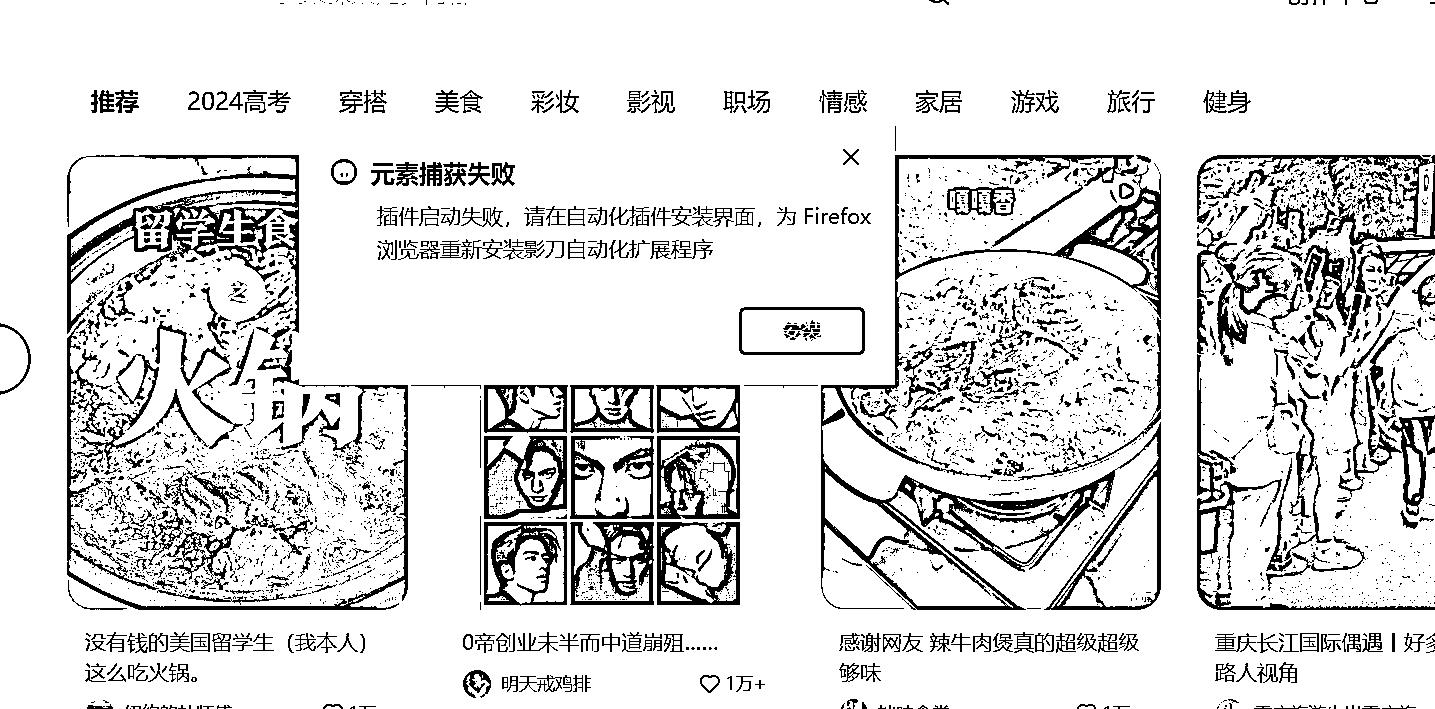 推荐 2024高考 穿搭 美食 彩妆 影视 职场 情感 家居 游戏 旅行 健身
元素捕获失败
插件启动失败，请在自动化插件安装界面，为 Firefox
浏览器重新安装影刀自动化扩展程序
安装
留学生食
嘎嘎香
火锅
没有钱的美国留学生（我本人）
这么吃火锅。
0帝创业未半而中道崩殂……
明天戒鸡排
1万+
感谢网友 辣牛肉煲真的超级超级
够味
重庆长江国际偶遇丨好多
路人视角